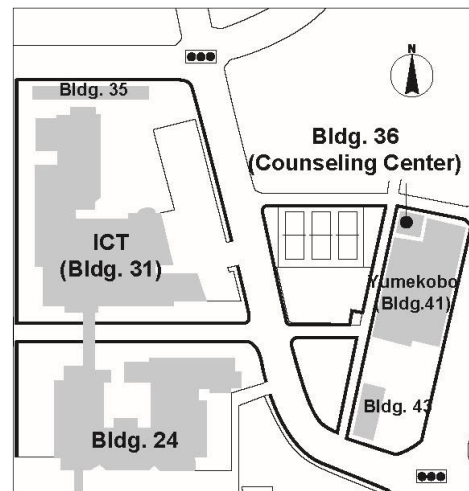 Bldg. 35
N
Bldg. 36
(Counseling Center)
ICT
(Bldg. 31)
Yumekobo
(Bldg.41)
Bldg. 43
Bldg. 24